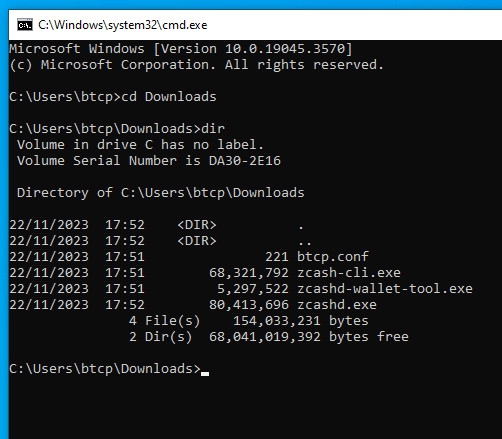 C:\Windows\system32\cmd.exe
Microsoft Windows [Version 10.0.19045.3570]
(c) Microsoft Corporation. All rights reserved.
C:\Users\btcp>cd Downloads
C:\Users\btcp\Downloads>dir
 Volume in drive C has no label.
 Volume Serial Number is DA30-2E16
 Directory of C:\Users\btcp\Downloads
22/11/2023  17:52    <DIR>          .
22/11/2023  17:52    <DIR>          ..
22/11/2023  17:51               221 btcp.conf
22/11/2023  17:51        68,321,792 zcash-cli.exe
22/11/2023  17:51         5,297,522 zcashd-wallet-tool.exe
22/11/2023  17:52        80,413,696 zcashd.exe
               4 File(s)    154,033,231 bytes
               2 Dir(s)  68,041,019,392 bytes free
C:\Users\btcp\Downloads>